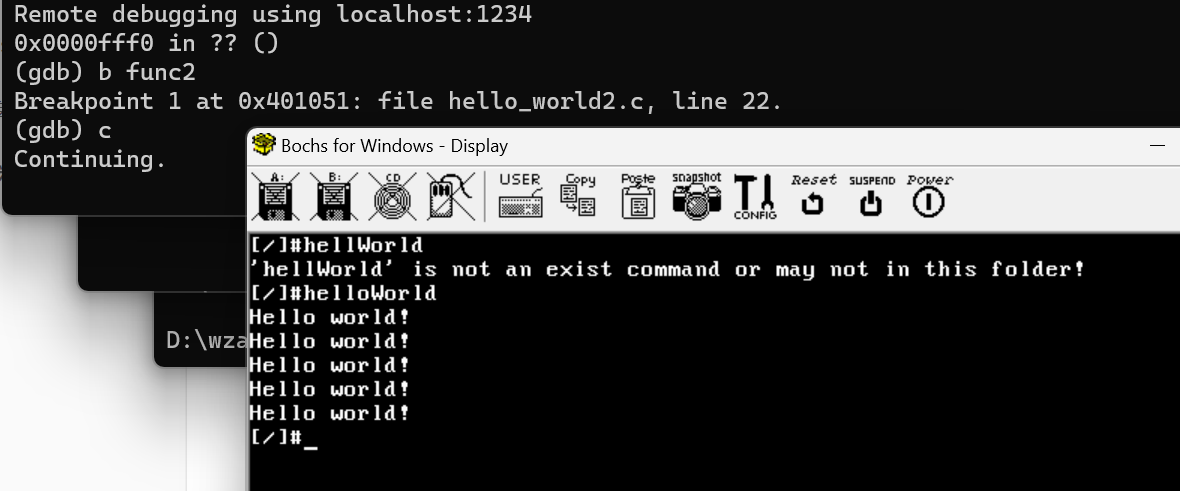 Remote debugging using localhost:1234
0x0000fff0 in ?? ()
(gdb) b func2
Breakpoint 1 at 0x401051: file hello_world2.c, line 22.
(gdb) c
Continuing.
Bochs for Windows - Display
A: B: CD USER Copy Paste snapshot CONFIG Reset SUSPEND Power
[/]#hellWorld
'hellWorld' is not an exist command or may not in this folder!
[/]#helloWorld
Hello world!
Hello world!
Hello world!
Hello world!
Hello world!
[/]#_
D:\wza